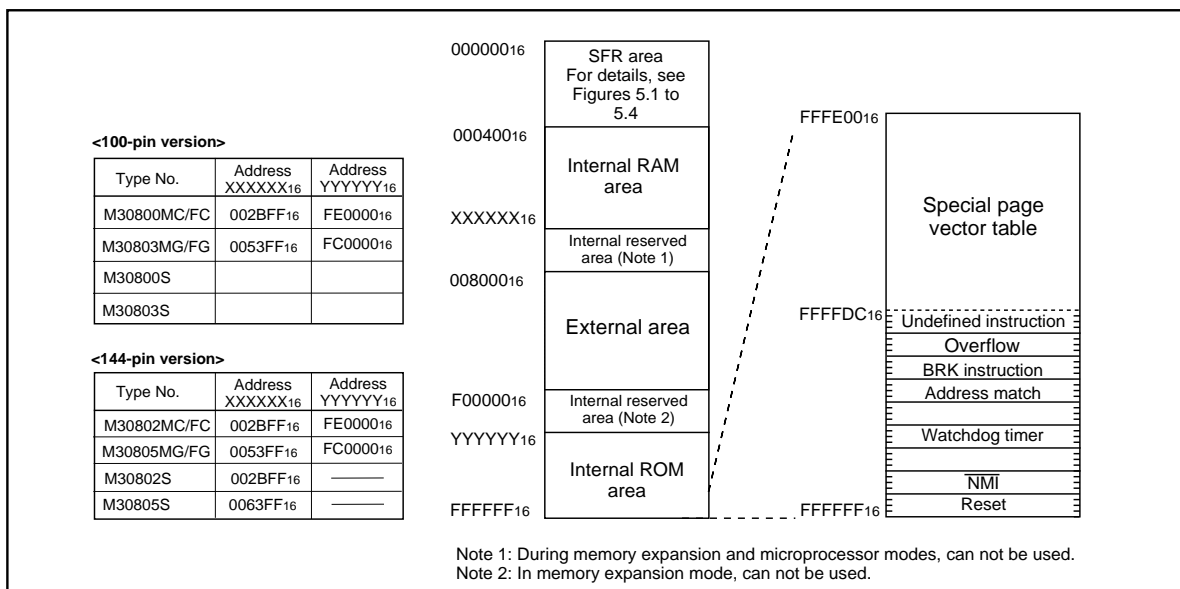 <100-pin version>
Type No. Address XXXXXX16 Address YYYYYY16
M30800MC/FC 002BFF16 FE000016
M30803MG/FG 0053FF16 FC000016
M30800S
M30803S
<144-pin version>
Type No. Address XXXXXX16 Address YYYYYY16
M30802MC/FC 002BFF16 FE000016
M30805MG/FG 0053FF16 FC000016
M30802S 002BFF16 ———
M30805S 0063FF16 ———
00000016
SFR area
For details, see
Figures 5.1 to
5.4
00040016
Internal RAM
area
XXXXXX16
Internal reserved
area (Note 1)
00800016
External area
F0000016
Internal reserved
area (Note 2)
YYYYYY16
Internal ROM
area
FFFFFF16
FFFE0016
Special page
vector table
FFFFDC16
Undefined instruction
Overflow
BRK instruction
Address match
Watchdog timer
NMI
Reset
FFFFFF16
Note 1: During memory expansion and microprocessor modes, can not be used.
Note 2: In memory expansion mode, can not be used.